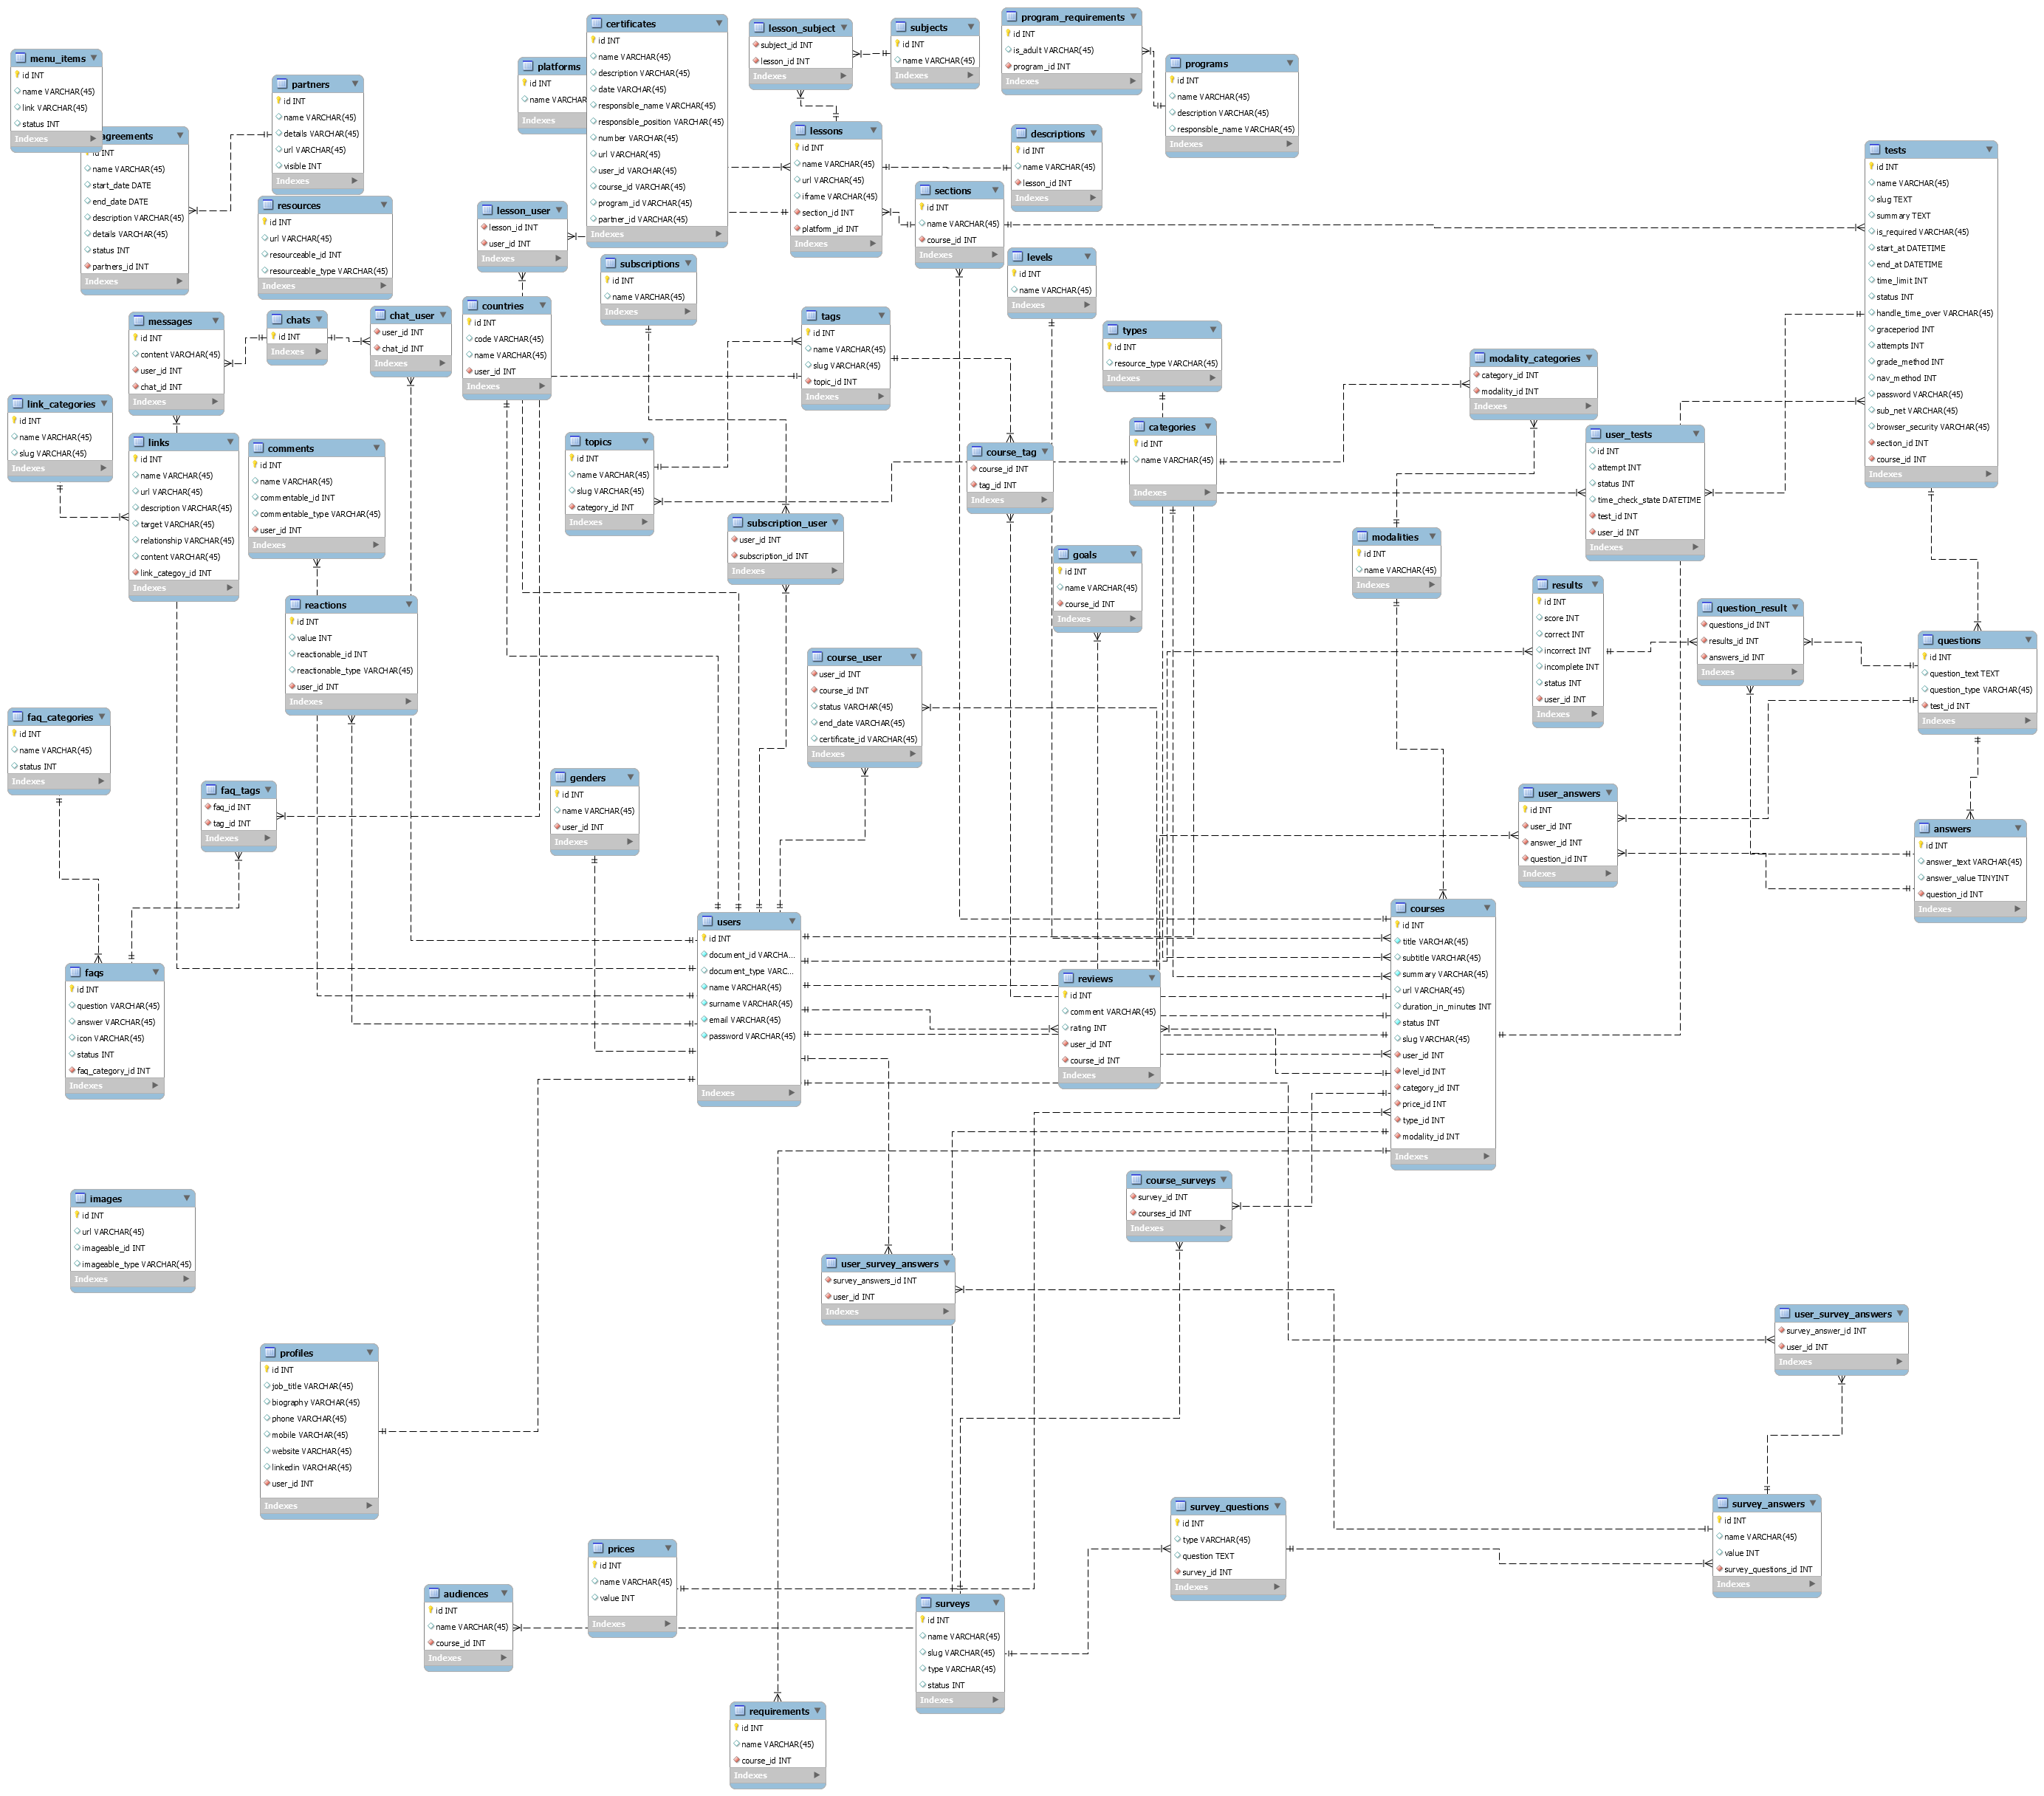 menu_items
id INT
name VARCHAR(45)
link VARCHAR(45)
status INT
Indexes
agreements
id INT
name VARCHAR(45)
start_date DATE
end_date DATE
description VARCHAR(45)
details VARCHAR(45)
status INT
partners_id INT
Indexes
partners
id INT
name VARCHAR(45)
details VARCHAR(45)
url VARCHAR(45)
visible INT
Indexes
resources
id INT
url VARCHAR(45)
resourceable_id INT
resourceable_type VARCHAR(45)
Indexes
platforms
id INT
name VARCHAR
Indexes
certificates
id INT
name VARCHAR(45)
description VARCHAR(45)
date VARCHAR(45)
responsible_name VARCHAR(45)
responsible_position VARCHAR(45)
number VARCHAR(45)
url VARCHAR(45)
user_id VARCHAR(45)
course_id VARCHAR(45)
program_id VARCHAR(45)
partner_id VARCHAR(45)
Indexes
lesson_subject
subject_id INT
lesson_id INT
Indexes
subjects
id INT
name VARCHAR(45)
Indexes
program_requirements
id INT
is_adult VARCHAR(45)
program_id INT
Indexes
programs
id INT
name VARCHAR(45)
description VARCHAR(45)
responsible_name VARCHAR(45)
Indexes
lessons
id INT
name VARCHAR(45)
url VARCHAR(45)
iframe VARCHAR(45)
section_id INT
platfom_id INT
Indexes
descriptions
id INT
name VARCHAR(45)
lesson_id INT
Indexes
sections
id INT
name VARCHAR(45)
course_id INT
Indexes
tests
id INT
name VARCHAR(45)
slug TEXT
summary TEXT
is_required VARCHAR(45)
start_at DATETIME
end_at DATETIME
time_limit INT
status INT
handle_time_over VARCHAR(45)
graceperiod INT
attempts INT
grade_method INT
nav_method INT
password VARCHAR(45)
sub_net VARCHAR(45)
browser_security VARCHAR(45)
section_id INT
course_id INT
Indexes
lesson_user
lesson_id INT
user_id INT
Indexes
subscriptions
id INT
name VARCHAR(45)
Indexes
levels
id INT
name VARCHAR(45)
Indexes
messages
id INT
content VARCHAR(45)
user_id INT
chat_id INT
Indexes
chats
id INT
Indexes
chat_user
user_id INT
chat_id INT
Indexes
countries
id INT
code VARCHAR(45)
name VARCHAR(45)
user_id INT
Indexes
tags
id INT
name VARCHAR(45)
slug VARCHAR(45)
topic_id INT
Indexes
types
id INT
resource_type VARCHAR(45)
Indexes
modality_categories
category_id INT
modality_id INT
Indexes
link_categories
id INT
name VARCHAR(45)
slug VARCHAR(45)
Indexes
links
id INT
name VARCHAR(45)
url VARCHAR(45)
description VARCHAR(45)
target VARCHAR(45)
relationship VARCHAR(45)
content VARCHAR(45)
link_categoy_id INT
Indexes
comments
id INT
name VARCHAR(45)
commentable_id INT
commentable_type VARCHAR(45)
user_id INT
Indexes
topics
id INT
name VARCHAR(45)
slug VARCHAR(45)
category_id INT
Indexes
course_tag
course_id INT
tag_id INT
Indexes
categories
id INT
name VARCHAR(45)
Indexes
user_tests
id INT
attempt INT
status INT
time_check_state DATETIME
test_id INT
user_id INT
Indexes
subscription_user
user_id INT
subscription_id INT
Indexes
modalities
id INT
name VARCHAR(45)
Indexes
goals
id INT
name VARCHAR(45)
course_id INT
Indexes
reactions
id INT
value INT
reactionable_id INT
reactionable_type VARCHAR(45)
user_id INT
Indexes
results
id INT
score INT
correct INT
incorrect INT
incomplete INT
status INT
user_id INT
Indexes
question_result
questions_id INT
results_id INT
answers_id INT
Indexes
questions
id INT
question_text TEXT
question_type VARCHAR(45)
test_id INT
Indexes
course_user
user_id INT
course_id INT
status VARCHAR(45)
end_date VARCHAR(45)
certificate_id VARCHAR(45)
Indexes
faq_categories
id INT
name VARCHAR(45)
status INT
Indexes
faq_tags
faq_id INT
tag_id INT
Indexes
genders
id INT
name VARCHAR(45)
user_id INT
Indexes
user_answers
id INT
user_id INT
answer_id INT
question_id INT
Indexes
answers
id INT
answer_text VARCHAR(45)
answer_value TINYINT
question_id INT
Indexes
faqs
id INT
question VARCHAR(45)
answer VARCHAR(45)
icon VARCHAR(45)
status INT
faq_category_id INT
Indexes
users
id INT
document_id VARCHA...
document_type VARC...
name VARCHAR(45)
surname VARCHAR(45)
email VARCHAR(45)
password VARCHAR(45)
Indexes
reviews
id INT
comment VARCHAR(45)
rating INT
user_id INT
course_id INT
Indexes
courses
id INT
title VARCHAR(45)
subtitle VARCHAR(45)
summary VARCHAR(45)
url VARCHAR(45)
duration_in_minutes INT
status INT
slug VARCHAR(45)
user_id INT
level_id INT
category_id INT
price_id INT
type_id INT
modality_id INT
Indexes
images
id INT
url VARCHAR(45)
imageable_id INT
imageable_type VARCHAR(45)
Indexes
course_surveys
survey_id INT
courses_id INT
Indexes
user_survey_answers
survey_answers_id INT
user_id INT
Indexes
user_survey_answers
survey_answer_id INT
user_id INT
Indexes
profiles
id INT
job_title VARCHAR(45)
biography VARCHAR(45)
phone VARCHAR(45)
mobile VARCHAR(45)
website VARCHAR(45)
linkedin VARCHAR(45)
user_id INT
Indexes
survey_questions
id INT
type VARCHAR(45)
question TEXT
survey_id INT
Indexes
survey_answers
id INT
name VARCHAR(45)
value INT
survey_questions_id INT
Indexes
prices
id INT
name VARCHAR(45)
value INT
Indexes
audiences
id INT
name VARCHAR(45)
course_id INT
Indexes
surveys
id INT
name VARCHAR(45)
slug VARCHAR(45)
type VARCHAR(45)
status INT
Indexes
requirements
id INT
name VARCHAR(45)
course_id INT
Indexes